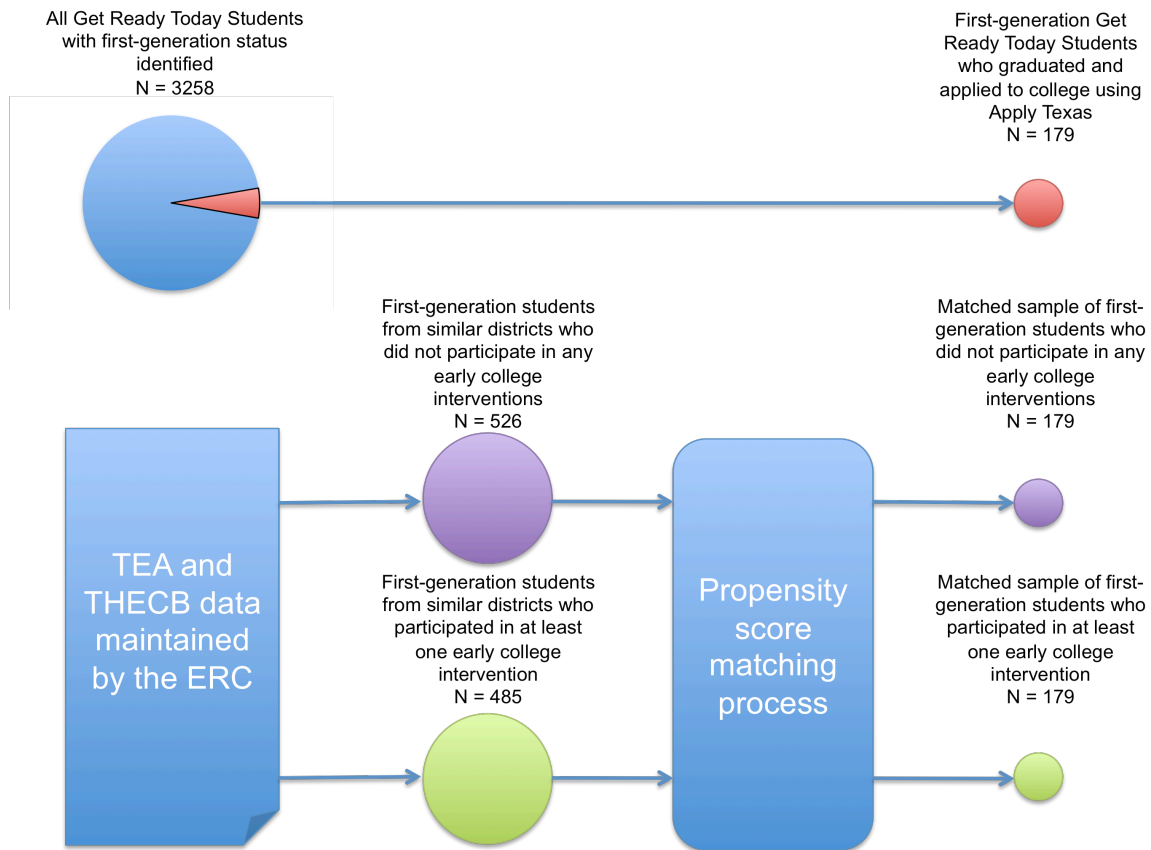 All Get Ready Today Students
with first-generation status
identified
N = 3258
First-generation Get
Ready Today Students
who graduated and
applied to college using
Apply Texas
N = 179
First-generation students
from similar districts who
did not participate in any
early college
interventions
N = 526
Matched sample of first-
generation students who
did not participate in any
early college
interventions
N = 179
TEA and
THECB data
maintained
by the ERC
First-generation students
from similar districts who
participated in at least
one early college
intervention
N = 485
Propensity
score
matching
process
Matched sample of first-
generation students who
participated in at least
one early college
intervention
N = 179